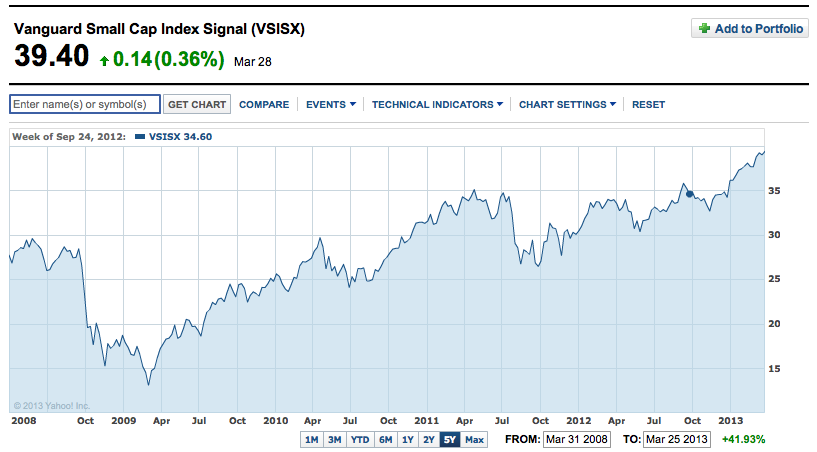 Vanguard Small Cap Index Signal (VSISX)
Add to Portfolio
39.40 0.14(0.36%) Mar 28
Enter name(s) or symbol(s) GET CHART COMPARE EVENTS TECHNICAL INDICATORS CHART SETTINGS RESET
Week of Sep 24, 2012: VSISX 34.60
35
30
25
20
15
© 2013 Yahoo! Inc.
2008 Oct 2009 Apr Jul Oct 2010 Apr Jul Oct 2011 Apr Jul Oct 2012 Apr Jul Oct 2013
1M 3M YTD 6M 1Y 2Y 5Y Max FROM: Mar 31 2008 TO: Mar 25 2013 +41.93%